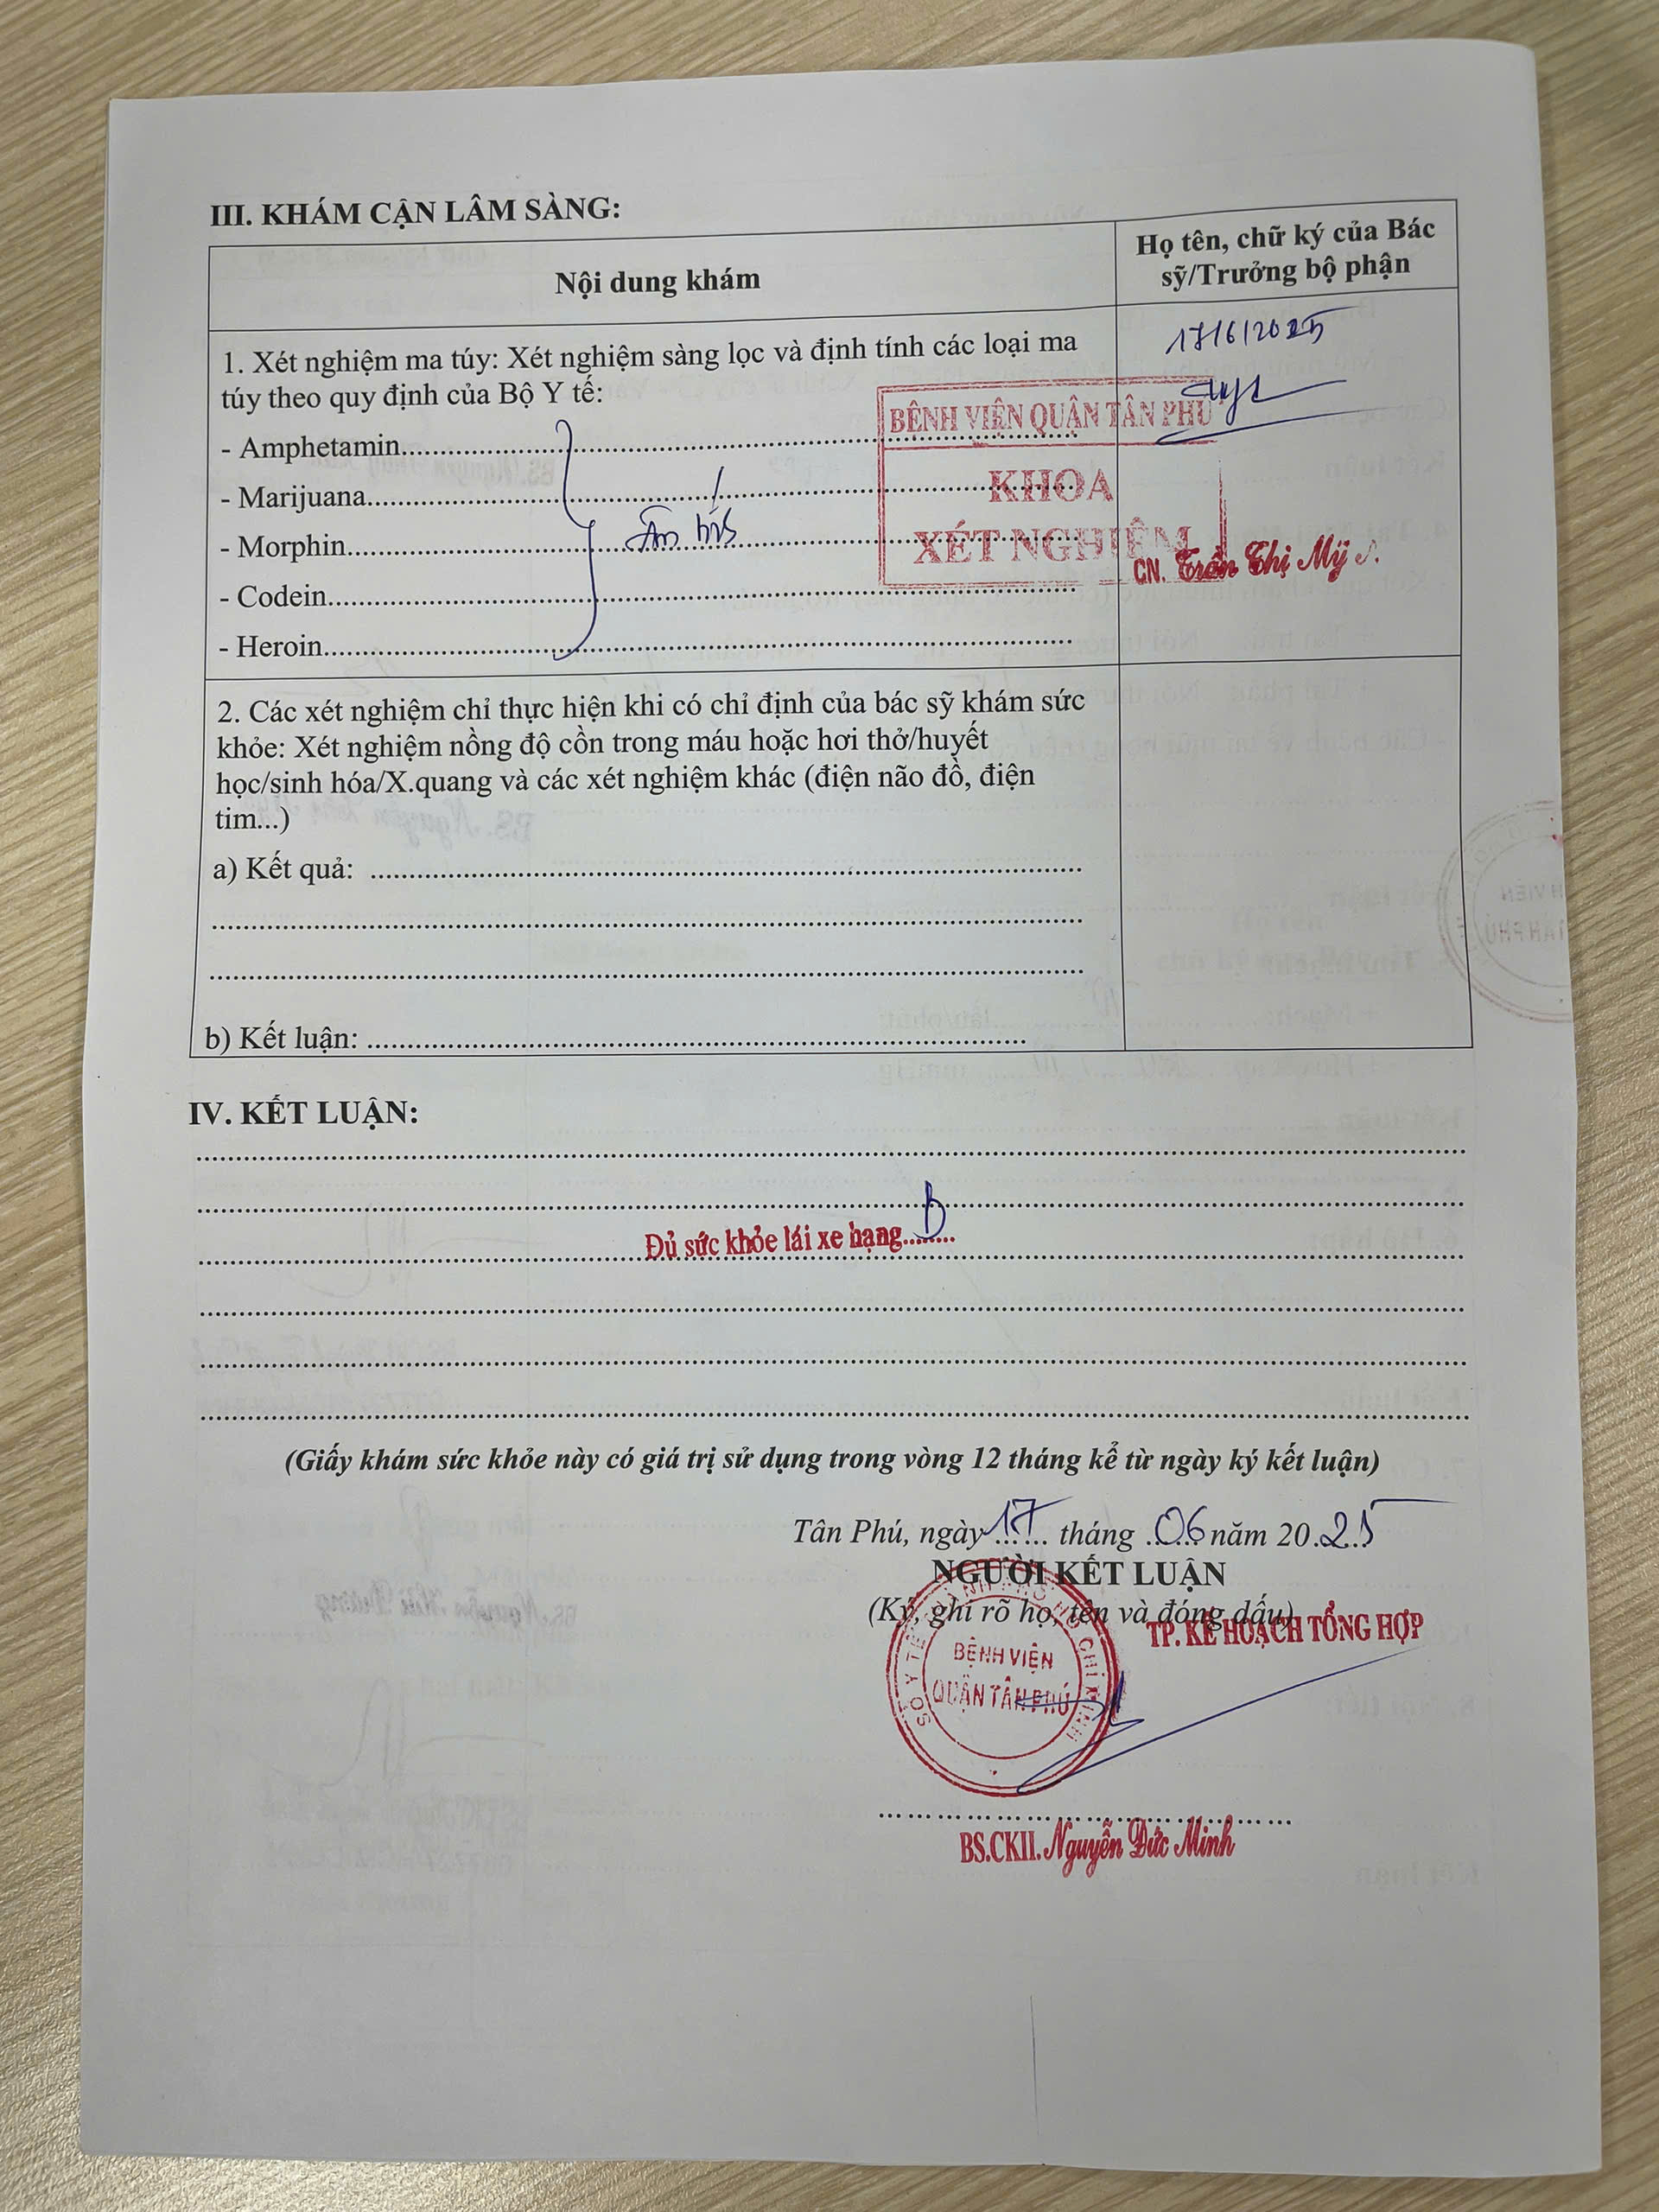 III. KHÁM CẬN LÂM SÀNG:
Nội dung khám
Họ tên, chữ ký của Bác
sỹ/Trưởng bộ phận
1. Xét nghiệm ma túy: Xét nghiệm sàng lọc và định tính các loại ma
túy theo quy định của Bộ Y tế:
- Amphetamin
- Marijuana
- Morphin
- Codein
- Heroin
Âm tính
17/6/2025
BỆNH VIỆN QUẬN TÂN PHÚ
KHOA
XÉT NGHIỆM
CN. Trần Thị Mỹ
2. Các xét nghiệm chỉ thực hiện khi có chỉ định của bác sỹ khám sức
khỏe: Xét nghiệm nồng độ cồn trong máu hoặc hơi thở/huyết
học/sinh hóa/X.quang và các xét nghiệm khác (điện não đồ, điện
tim...)
a) Kết quả:
b) Kết luận:
IV. KẾT LUẬN:
Đủ sức khỏe lái xe hạng B
(Giấy khám sức khỏe này có giá trị sử dụng trong vòng 12 tháng kể từ ngày ký kết luận)
Tân Phú, ngày 17 tháng 06 năm 2025
NGƯỜI KẾT LUẬN
(Ký, ghi rõ họ, tên và đóng dấu)
TP. KẾ HOẠCH TỔNG HỢP
SỞ Y TẾ THÀNH PHỐ HỒ CHÍ MINH
BỆNH VIỆN
QUẬN TÂN PHÚ
BS.CKII. Nguyễn Đức Minh